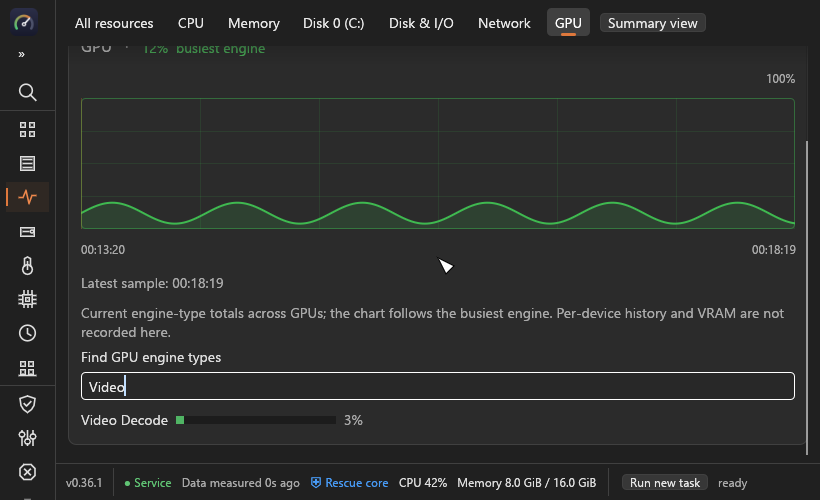 All resources CPU Memory Disk 0 (C:) Disk & I/O Network GPU Summary view
»
GPU · 12% busiest engine
100%
00:13:20 00:18:19
Latest sample: 00:18:19
Current engine-type totals across GPUs; the chart follows the busiest engine. Per-device history and VRAM are not
recorded here.
Find GPU engine types
Video
Video Decode 3%
v0.36.1 Service Data measured 0s ago Rescue core CPU 42% Memory 8.0 GiB / 16.0 GiB Run new task ready